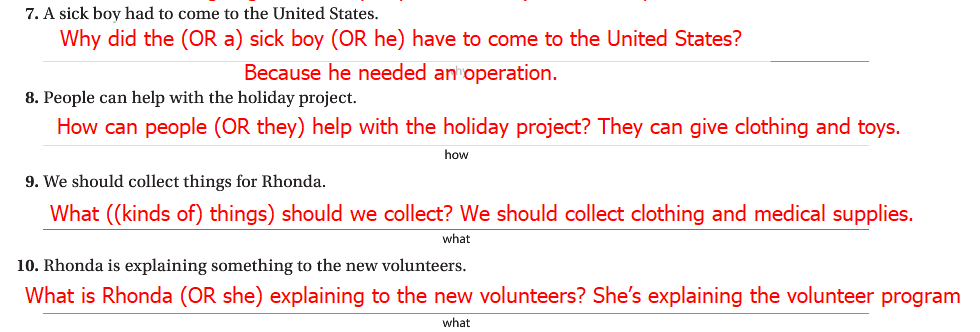 7. A sick boy had to come to the United States.
Why did the (OR a) sick boy (OR he) have to come to the United States?
Because he needed an operation.
8. People can help with the holiday project.
How can people (OR they) help with the holiday project? They can give clothing and toys.
how
9. We should collect things for Rhonda.
What ((kinds of) things) should we collect? We should collect clothing and medical supplies.
what
10. Rhonda is explaining something to the new volunteers.
What is Rhonda (OR she) explaining to the new volunteers? She’s explaining the volunteer program
what